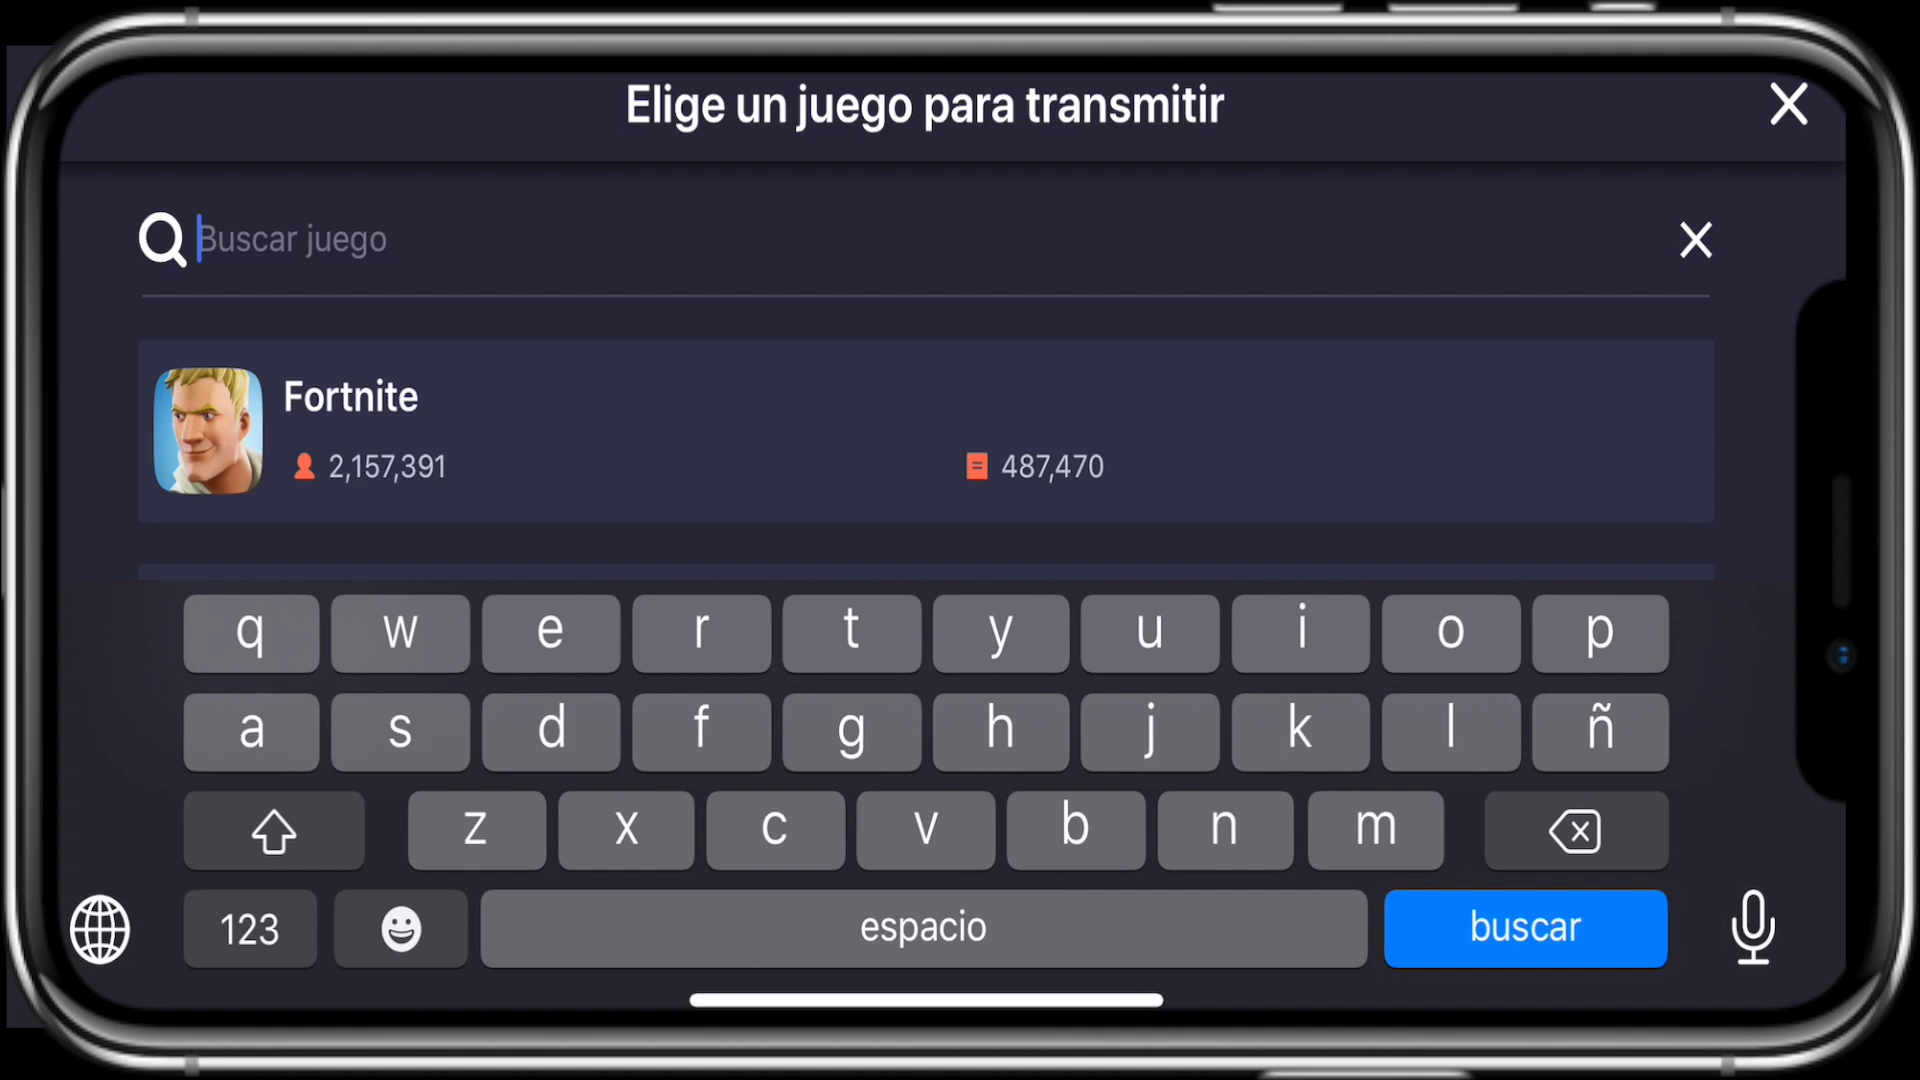 Elige un juego para transmitir
Buscar juego
Fortnite
2,157,391
487,470
q w e r t y u i o p
a s d f g h j k l ñ
z x c v b n m
123 espacio buscar